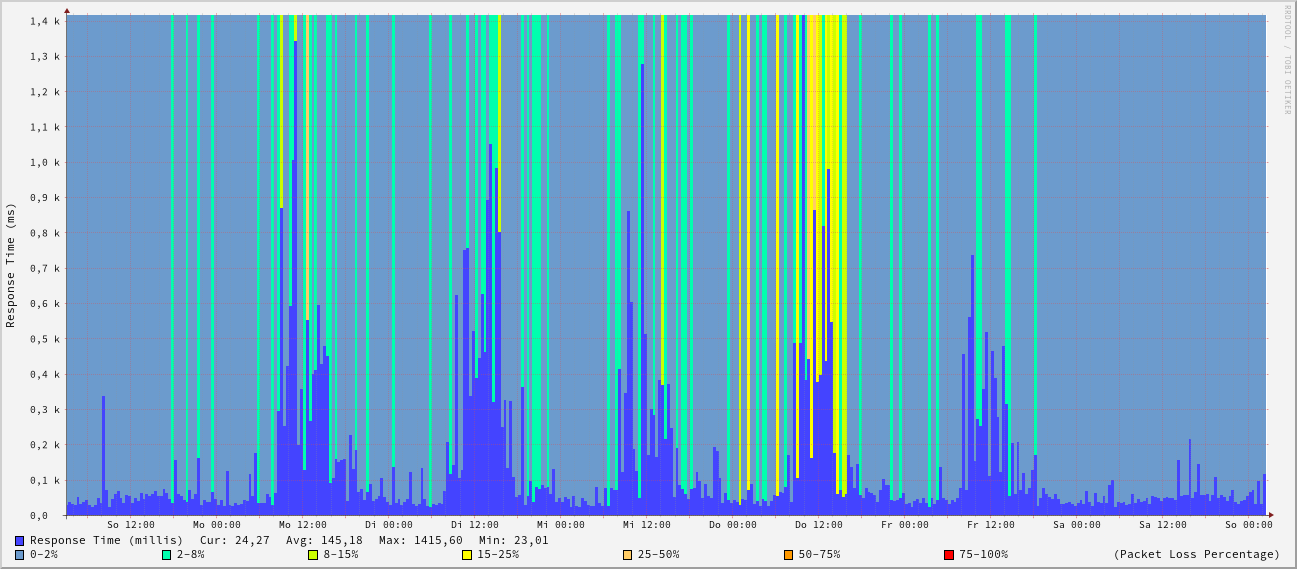 RRDTOOL / TOBI OETIKER
Response Time (ms)
1,4 k
1,3 k
1,2 k
1,1 k
1,0 k
0,9 k
0,8 k
0,7 k
0,6 k
0,5 k
0,4 k
0,3 k
0,2 k
0,1 k
0,0
So 12:00 Mo 00:00 Mo 12:00 Di 00:00 Di 12:00 Mi 00:00 Mi 12:00 Do 00:00 Do 12:00 Fr 00:00 Fr 12:00 Sa 00:00 Sa 12:00 So 00:00
Response Time (millis) Cur: 24,27 Avg: 145,18 Max: 1415,60 Min: 23,01
0-2% 2-8% 8-15% 15-25% 25-50% 50-75% 75-100% (Packet Loss Percentage)